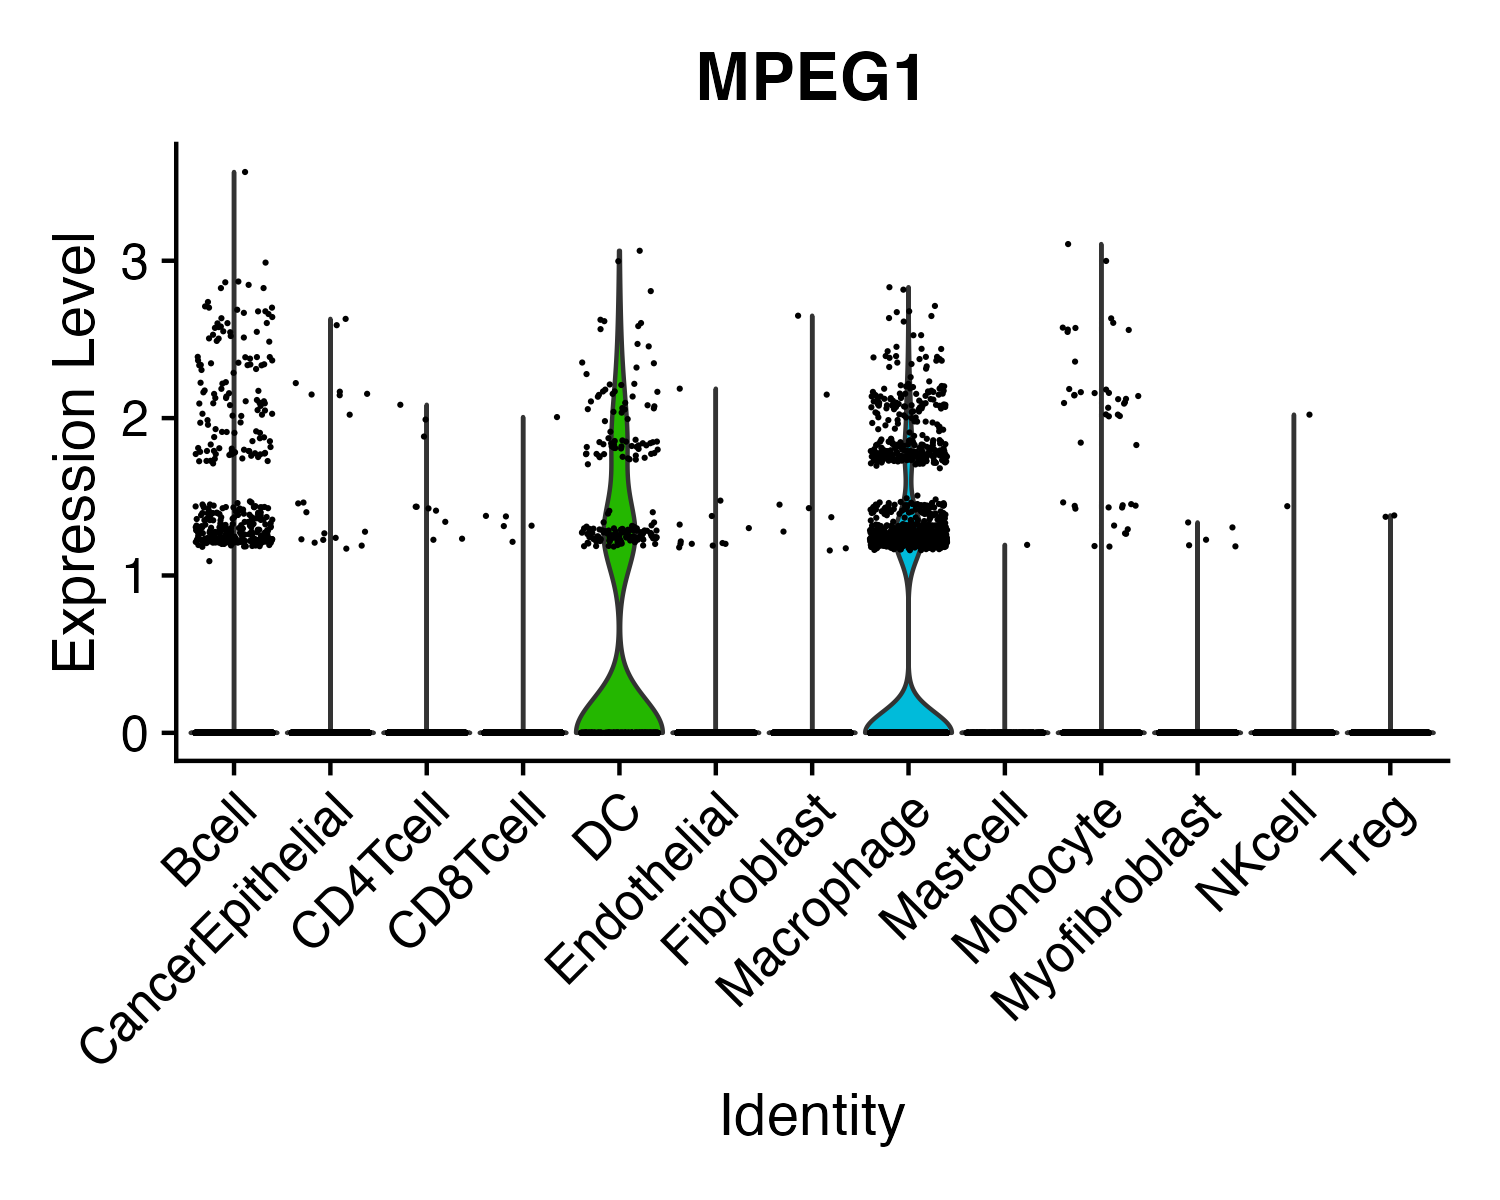 MPEG1
Expression Level
3
2
1
0
Bcell
CancerEpithelial
CD4Tcell
CD8Tcell
DC
Endothelial
Fibroblast
Macrophage
Mastcell
Monocyte
Myofibroblast
NKcell
Treg
Identity